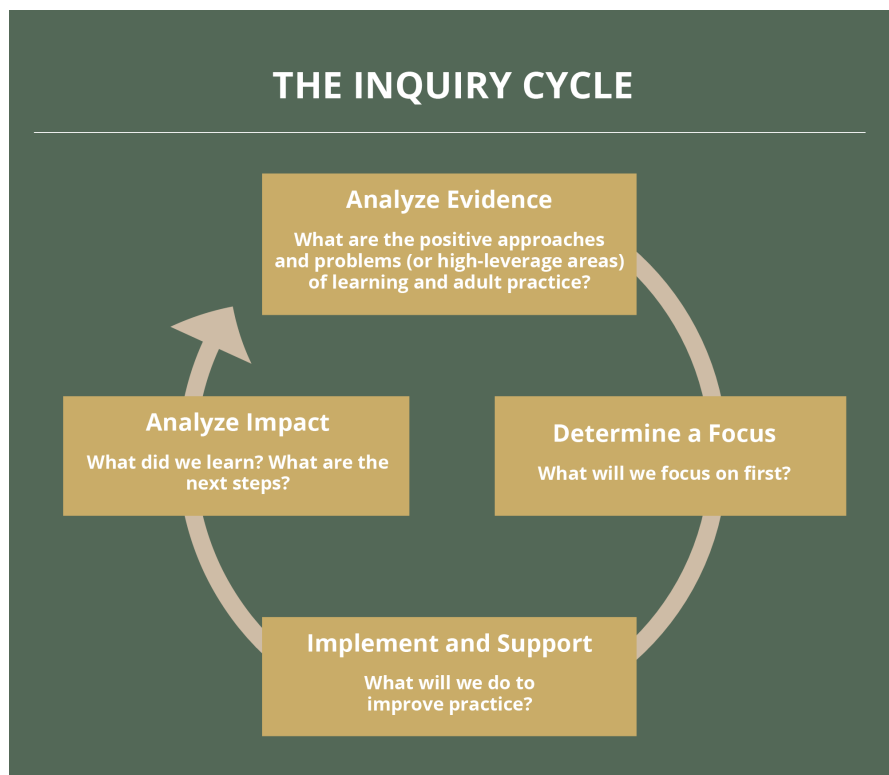 THE INQUIRY CYCLE
Analyze Evidence
What are the positive approaches
and problems (or high-leverage areas)
of learning and adult practice?
Determine a Focus
What will we focus on first?
Implement and Support
What will we do to
improve practice?
Analyze Impact
What did we learn? What are the
next steps?